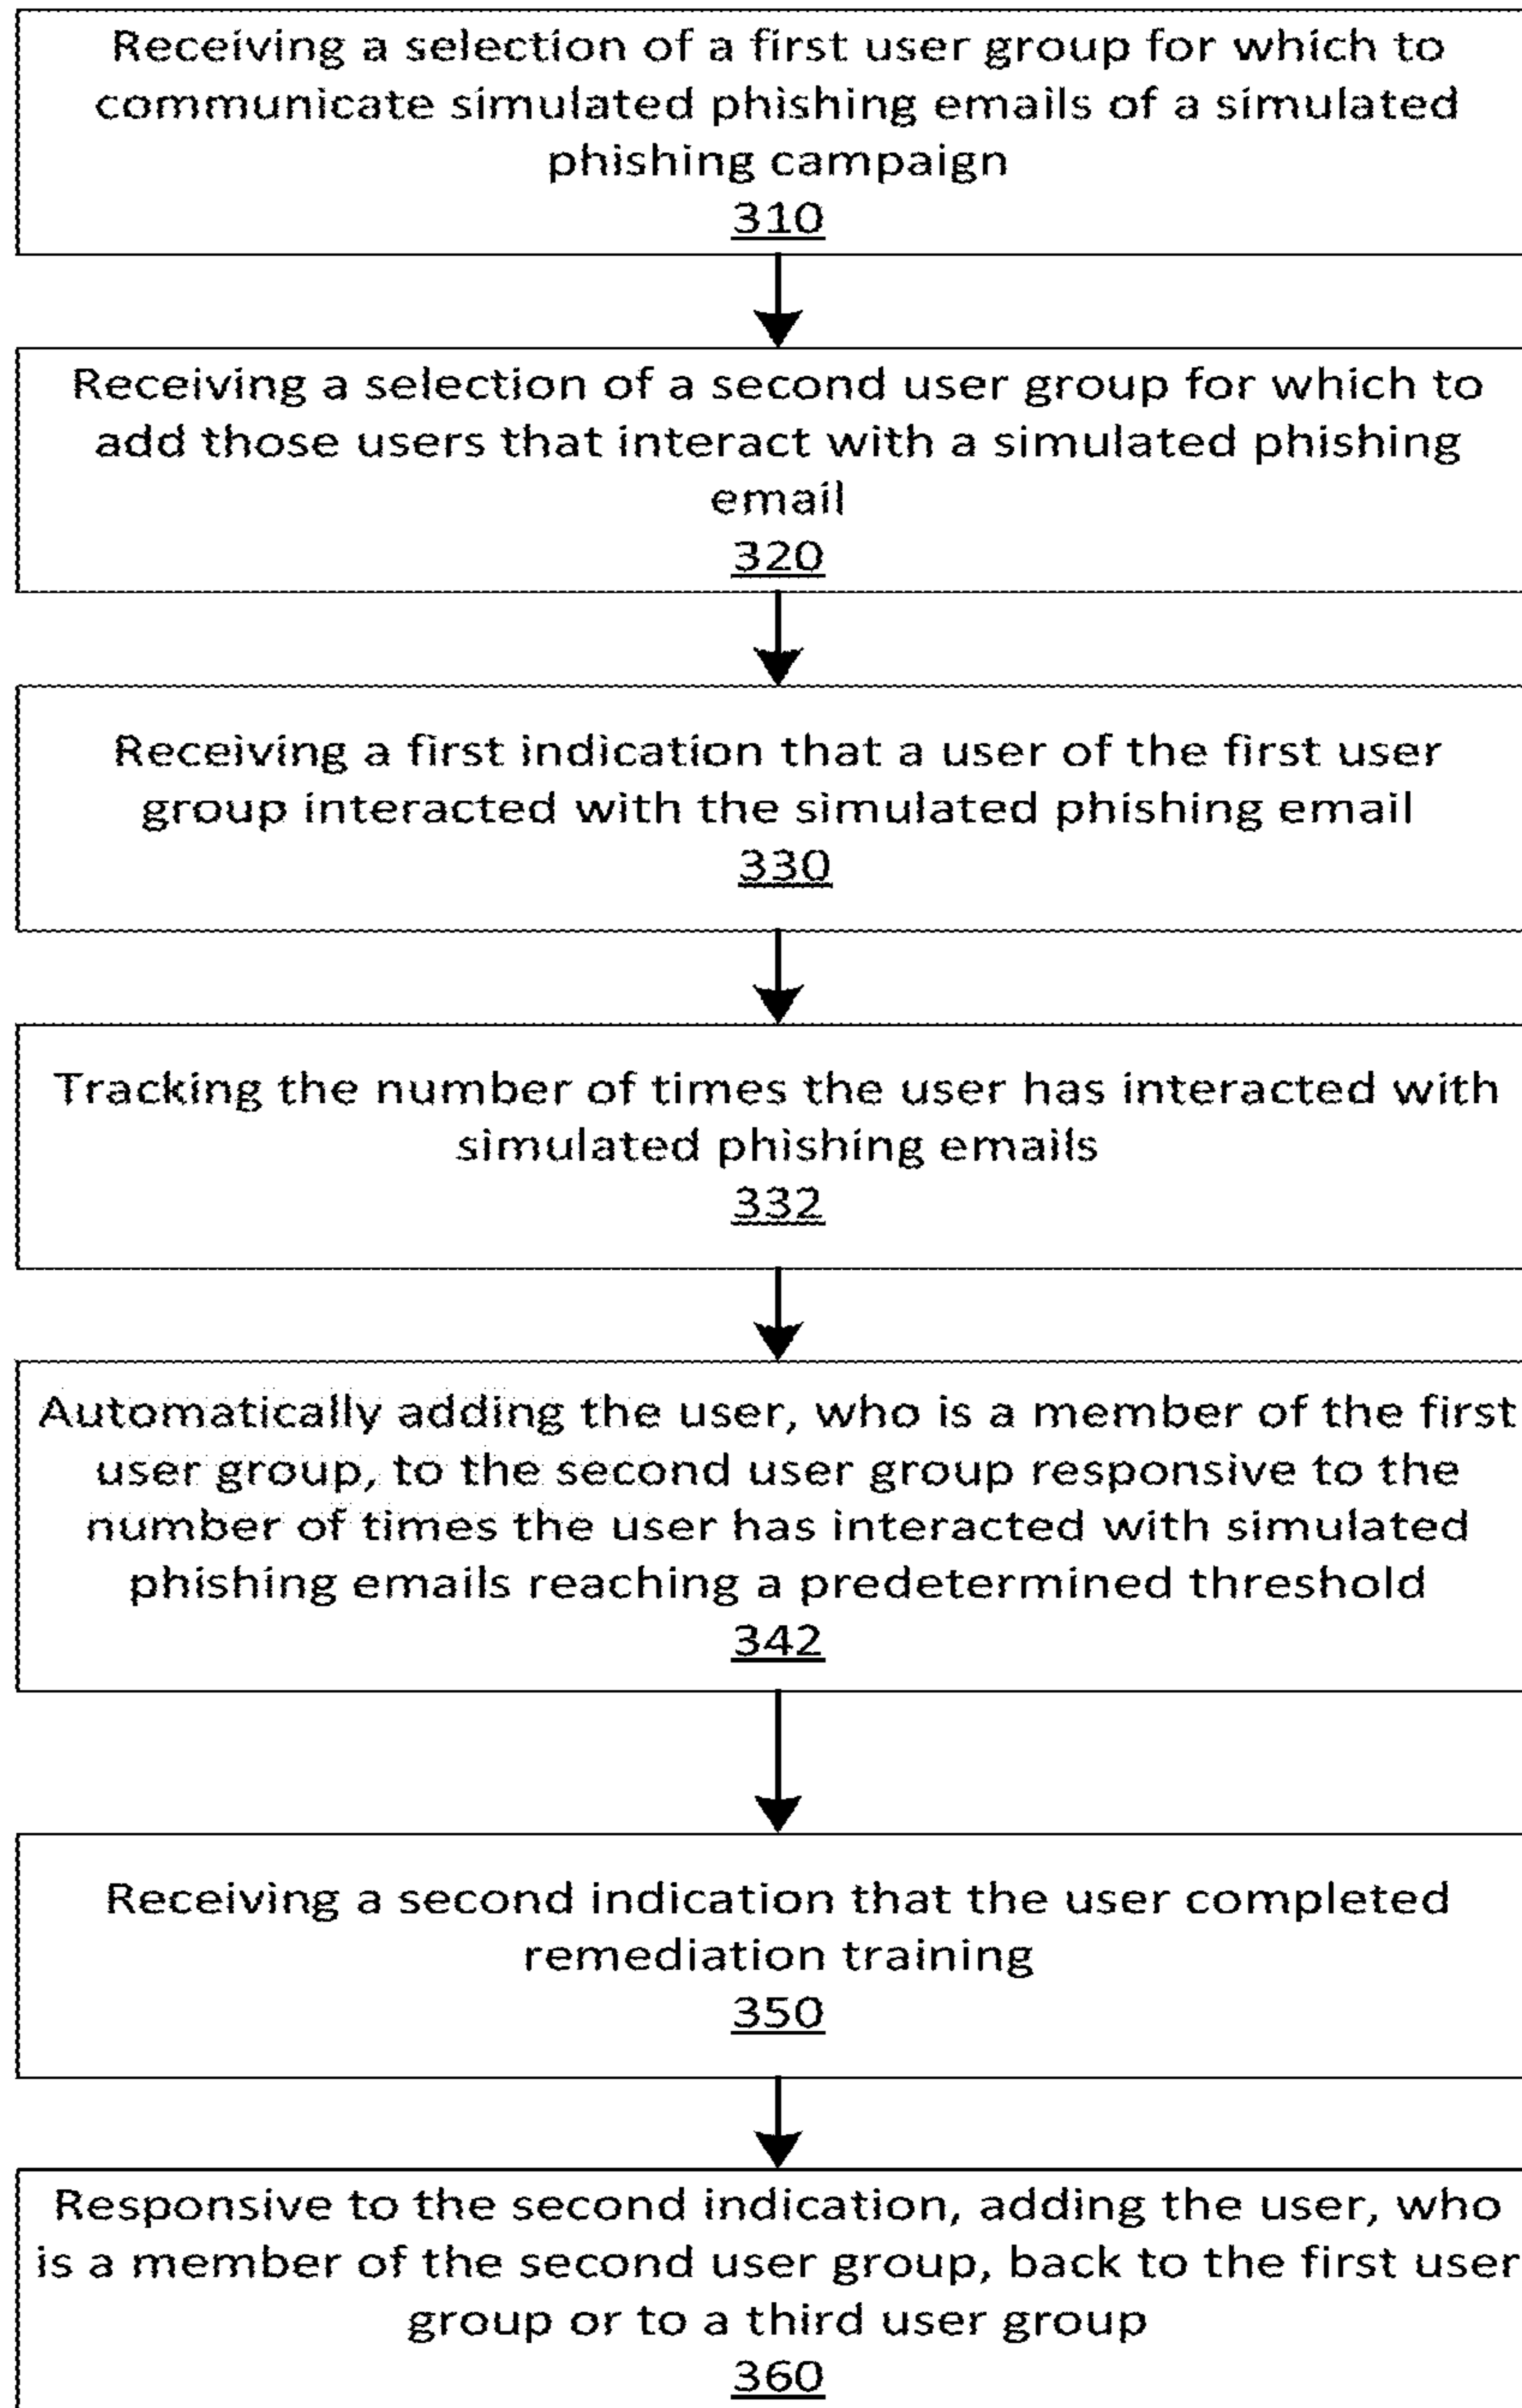 Receiving a selection of a first user group for which to
communicate simulated phishing emails of a simulated
phishing campaign
310
Receiving a selection of a second user group for which to
add those users that interact with a simulated phishing
email
320
Receiving a first indication that a user of the first user
group interacted with the simulated phishing email
330
Tracking the number of times the user has interacted with
simulated phishing emails
332
Automatically adding the user, who is a member of the first
user group, to the second user group responsive to the
number of times the user has interacted with simulated
phishing emails reaching a predetermined threshold
342
Receiving a second indication that the user completed
remediation training
350
Responsive to the second indication, adding the user, who
is a member of the second user group, back to the first user
group or to a third user group
360